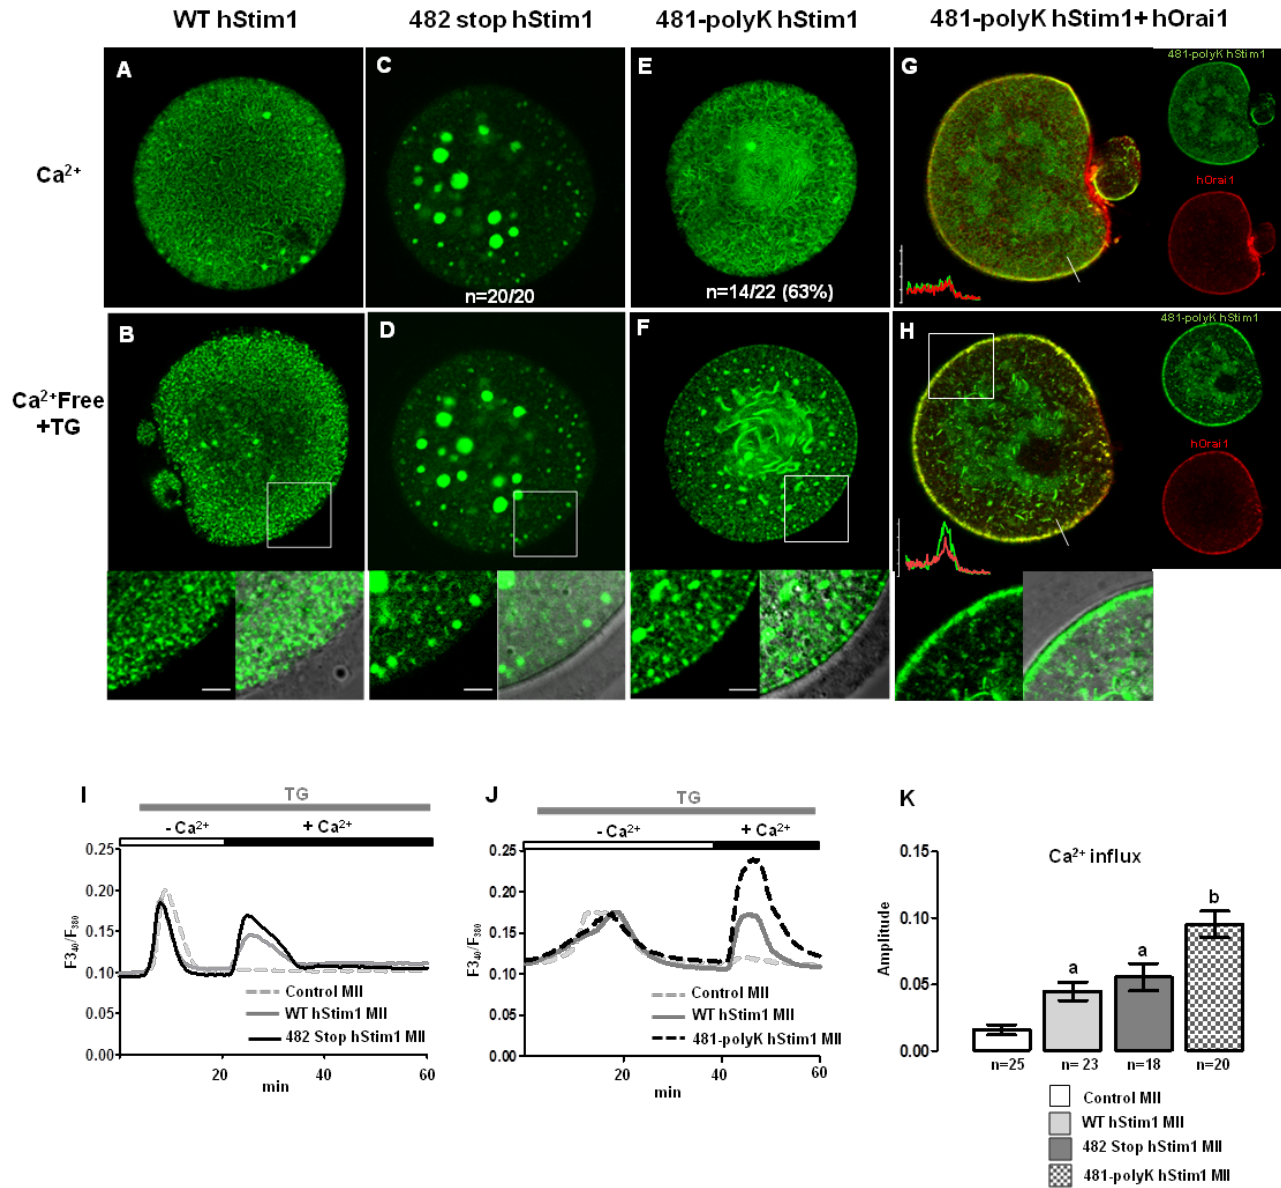 WT hStim1
482 stop hStim1
481-polyK hStim1
481-polyK hStim1+hOrai1
A
C
E
G
481-polyK hStim1
Ca²⁺
hOrai1
n=20/20
n=14/22 (63%)
B
D
F
H
481-polyK hStim1
Ca²⁺Free
+TG
hOrai1
I
TG
- Ca²⁺
+ Ca²⁺
0.25
0.20
0.15
0.10
0.05
0.00
F3₄₀/F₃₈₀
Control MII
WT hStim1 MII
482 Stop hStim1 MII
20
40
60
min
J
TG
- Ca²⁺
+ Ca²⁺
0.25
0.20
0.15
0.10
0.05
0.00
F3₄₀/F₃₈₀
Control MII
WT hStim1 MII
481-polyK hStim1 MII
20
40
60
min
K
Ca²⁺ influx
0.15
0.10
0.05
0.00
Amplitude
a
a
b
n=25
n= 23
n=18
n=20
Control MII
WT hStim1 MII
482 Stop hStim1 MII
481-polyK hStim1 MII